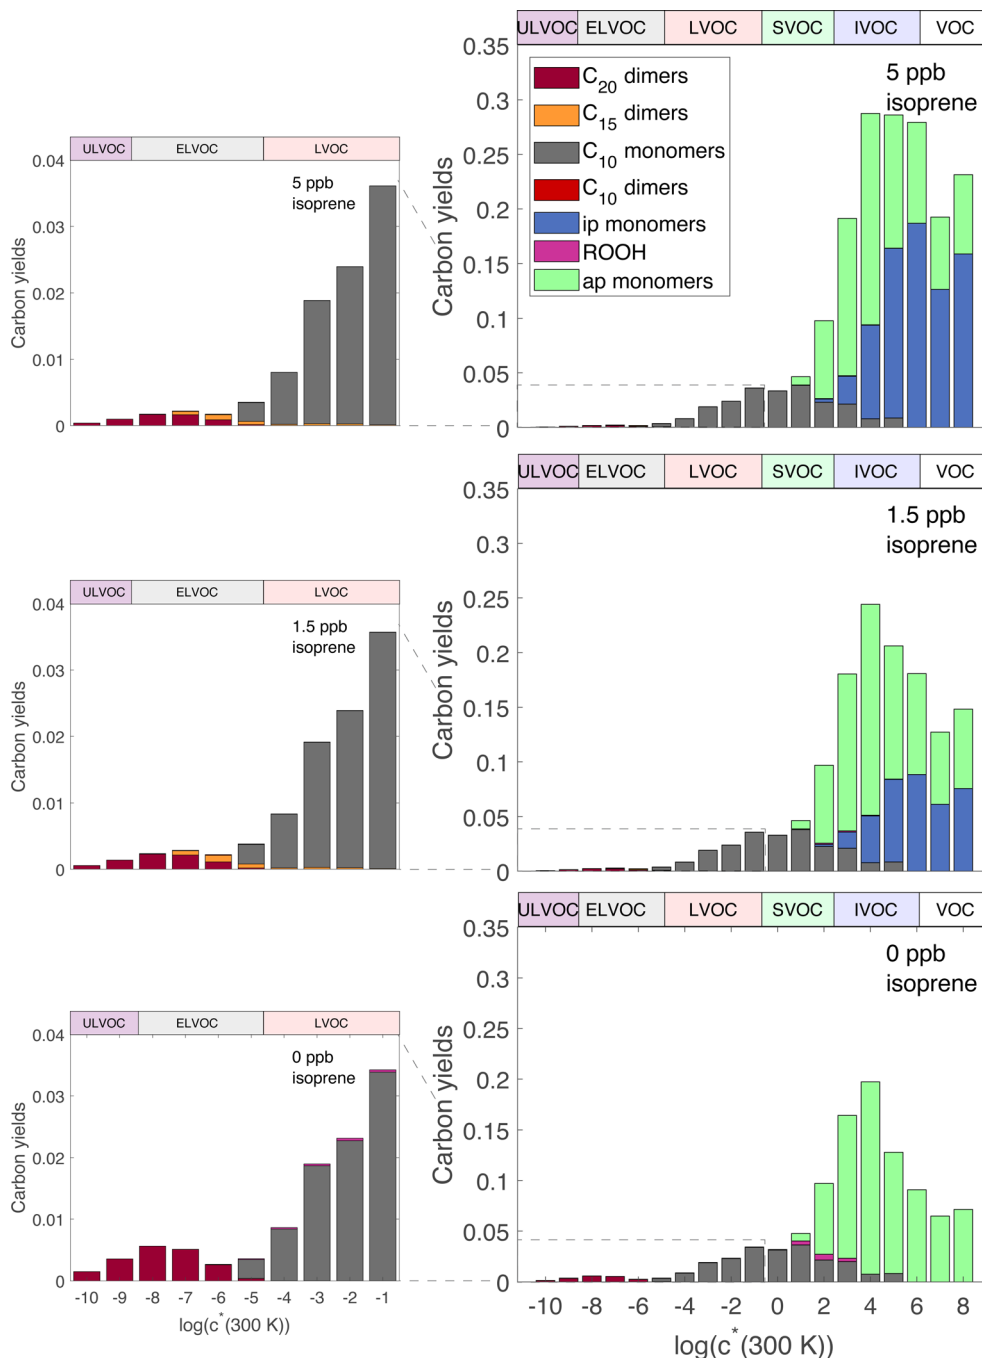 ULVOC ELVOC LVOC SVOC IVOC VOC
0.35
0.3
0.25
0.2
0.15
0.1
0.05
0
Carbon yields
5 ppb
isoprene
C20 dimers
C15 dimers
C10 monomers
C10 dimers
ip monomers
ROOH
ap monomers
ULVOC ELVOC LVOC
0.04
0.03
0.02
0.01
0
Carbon yields
5 ppb
isoprene
ULVOC ELVOC LVOC SVOC IVOC VOC
0.35
0.3
0.25
0.2
0.15
0.1
0.05
0
Carbon yields
1.5 ppb
isoprene
ULVOC ELVOC LVOC
0.04
0.03
0.02
0.01
0
Carbon yields
1.5 ppb
isoprene
ULVOC ELVOC LVOC SVOC IVOC VOC
0.35
0.3
0.25
0.2
0.15
0.1
0.05
0
Carbon yields
0 ppb
isoprene
-10 -8 -6 -4 -2 0 2 4 6 8
log(c*(300 K))
ULVOC ELVOC LVOC
0.04
0.03
0.02
0.01
0
Carbon yields
0 ppb
isoprene
-10 -9 -8 -7 -6 -5 -4 -3 -2 -1
log(c*(300 K))